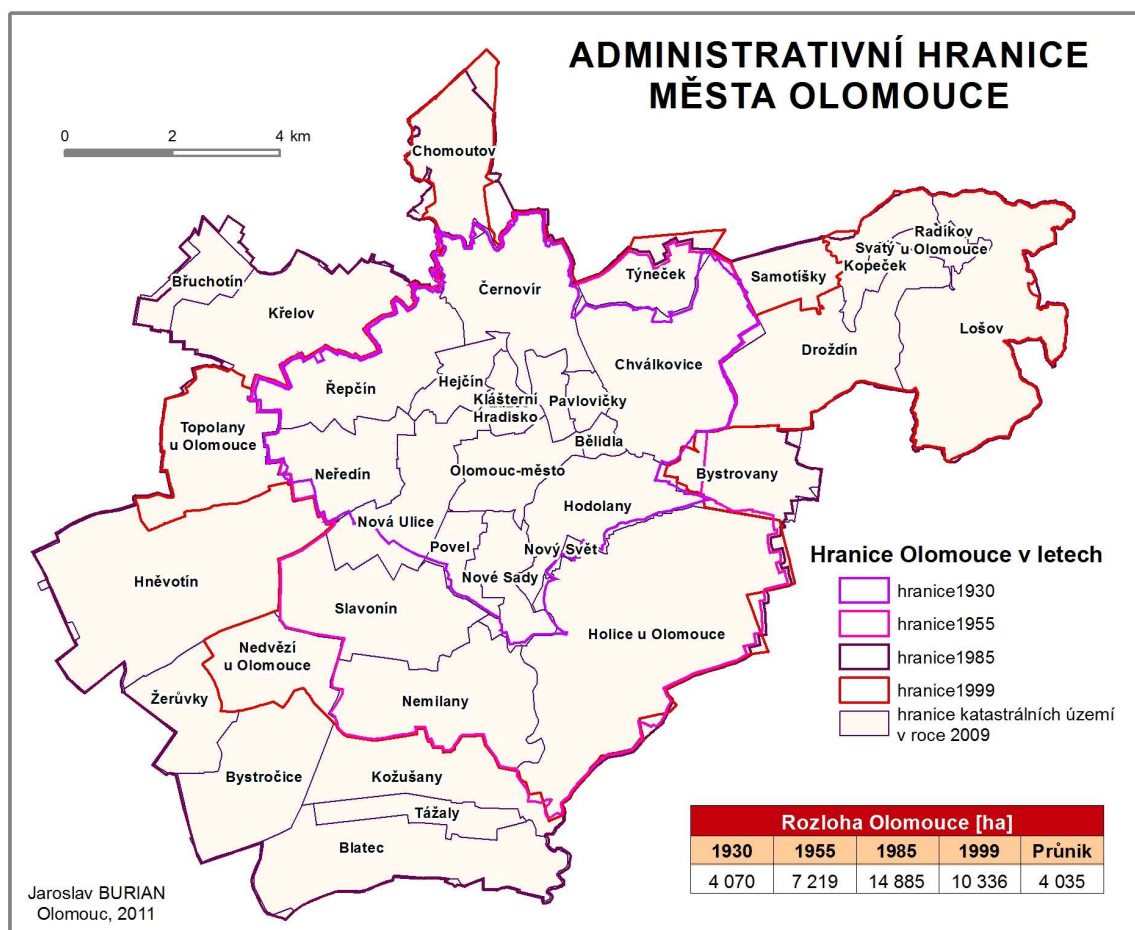 ADMINISTRATIVNÍ HRANICE
MĚSTA OLOMOUCE
0 2 4 km
Chomoutov
Břuchotín
Křelov
Černovír
Týneček
Samotíšky
Svatý
Kopeček
Radíkov
u Olomouce
Lošov
Droždín
Chválkovice
Řepčín
Hejčín
Klášterní
Hradisko
Pavlovičky
Bělidla
Topolany
u Olomouce
Neředín
Olomouc-město
Bystrovany
Hodolany
Nová Ulice
Povel
Nový Svět
Nové Sady
Hněvotín
Slavonín
Holice u Olomouce
Nedvězí
u Olomouce
Žerůvky
Nemilany
Bystročice
Kožušany
Tážaly
Blatec
Hranice Olomouce v letech
hranice1930
hranice1955
hranice1985
hranice1999
hranice katastrálních území
v roce 2009
Rozloha Olomouce [ha]
1930 1955 1985 1999 Průnik
4 070 7 219 14 885 10 336 4 035
Jaroslav BURIAN
Olomouc, 2011